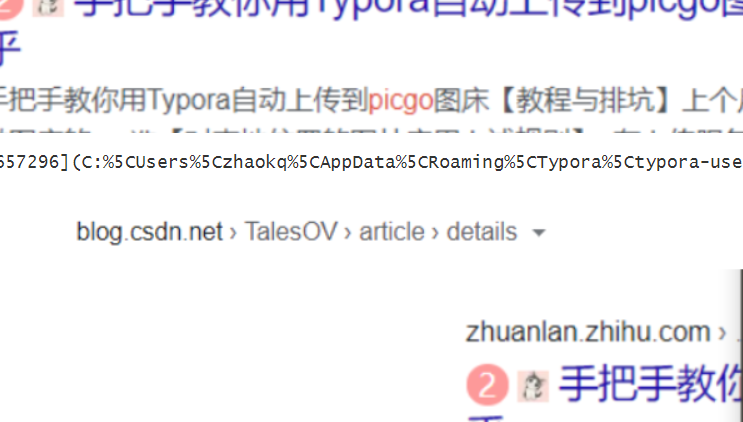 2 手把手教你用Typora自动上传到picgo图
乎
手把手教你用Typora自动上传到picgo图床【教程与排坑】上个
657296](C:%5CUsers%5Czhaokq%5CAppData%5CRoaming%5CTypora%5Ctypora-use
blog.csdn.net › TalesOV › article › details
zhuanlan.zhihu.com ›
2 手把手教你